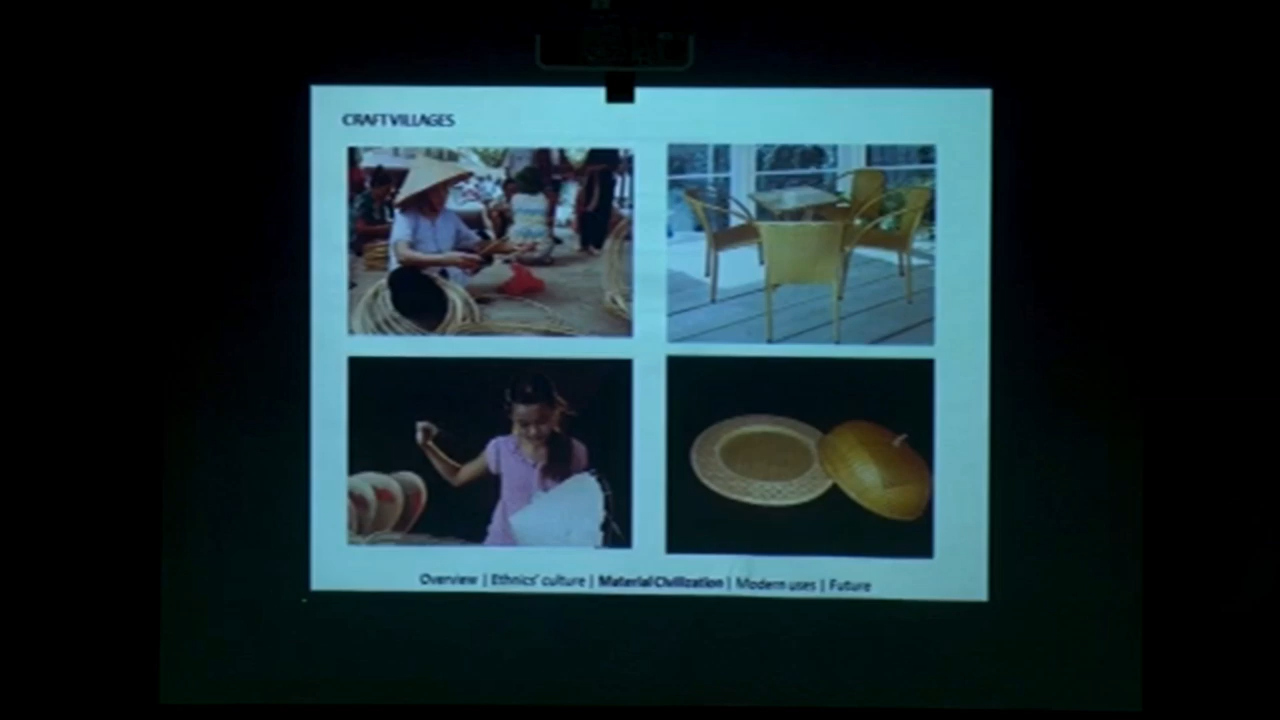 CRAFT VILLAGES
Overview | Ethnics' culture | Material Civilization | Modern uses | Future